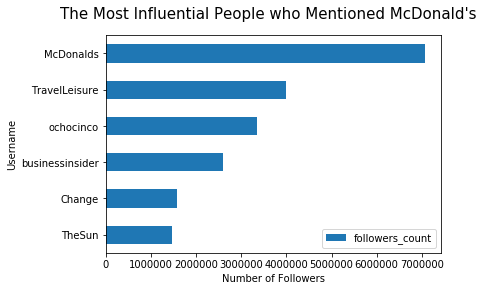 The Most Influential People who Mentioned McDonald's
McDonalds
TravelLeisure
ochocinco
businessinsider
Change
TheSun
Username
followers_count
0 1000000 2000000 3000000 4000000 5000000 6000000 7000000
Number of Followers